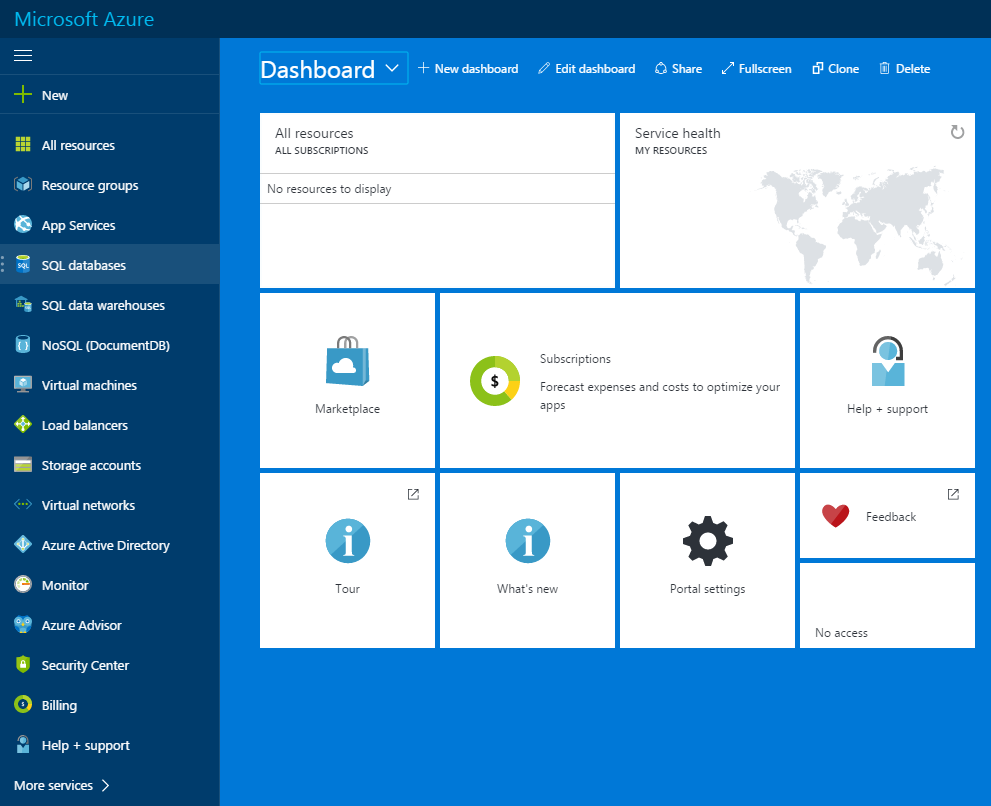 Microsoft Azure
New
All resources
Resource groups
App Services
SQL databases
SQL data warehouses
NoSQL (DocumentDB)
Virtual machines
Load balancers
Storage accounts
Virtual networks
Azure Active Directory
Monitor
Azure Advisor
Security Center
Billing
Help + support
More services
Dashboard
New dashboard
Edit dashboard
Share
Fullscreen
Clone
Delete
All resources
ALL SUBSCRIPTIONS
No resources to display
Service health
MY RESOURCES
Marketplace
$
Subscriptions
Forecast expenses and costs to optimize your
apps
Help + support
Tour
What's new
Portal settings
Feedback
No access